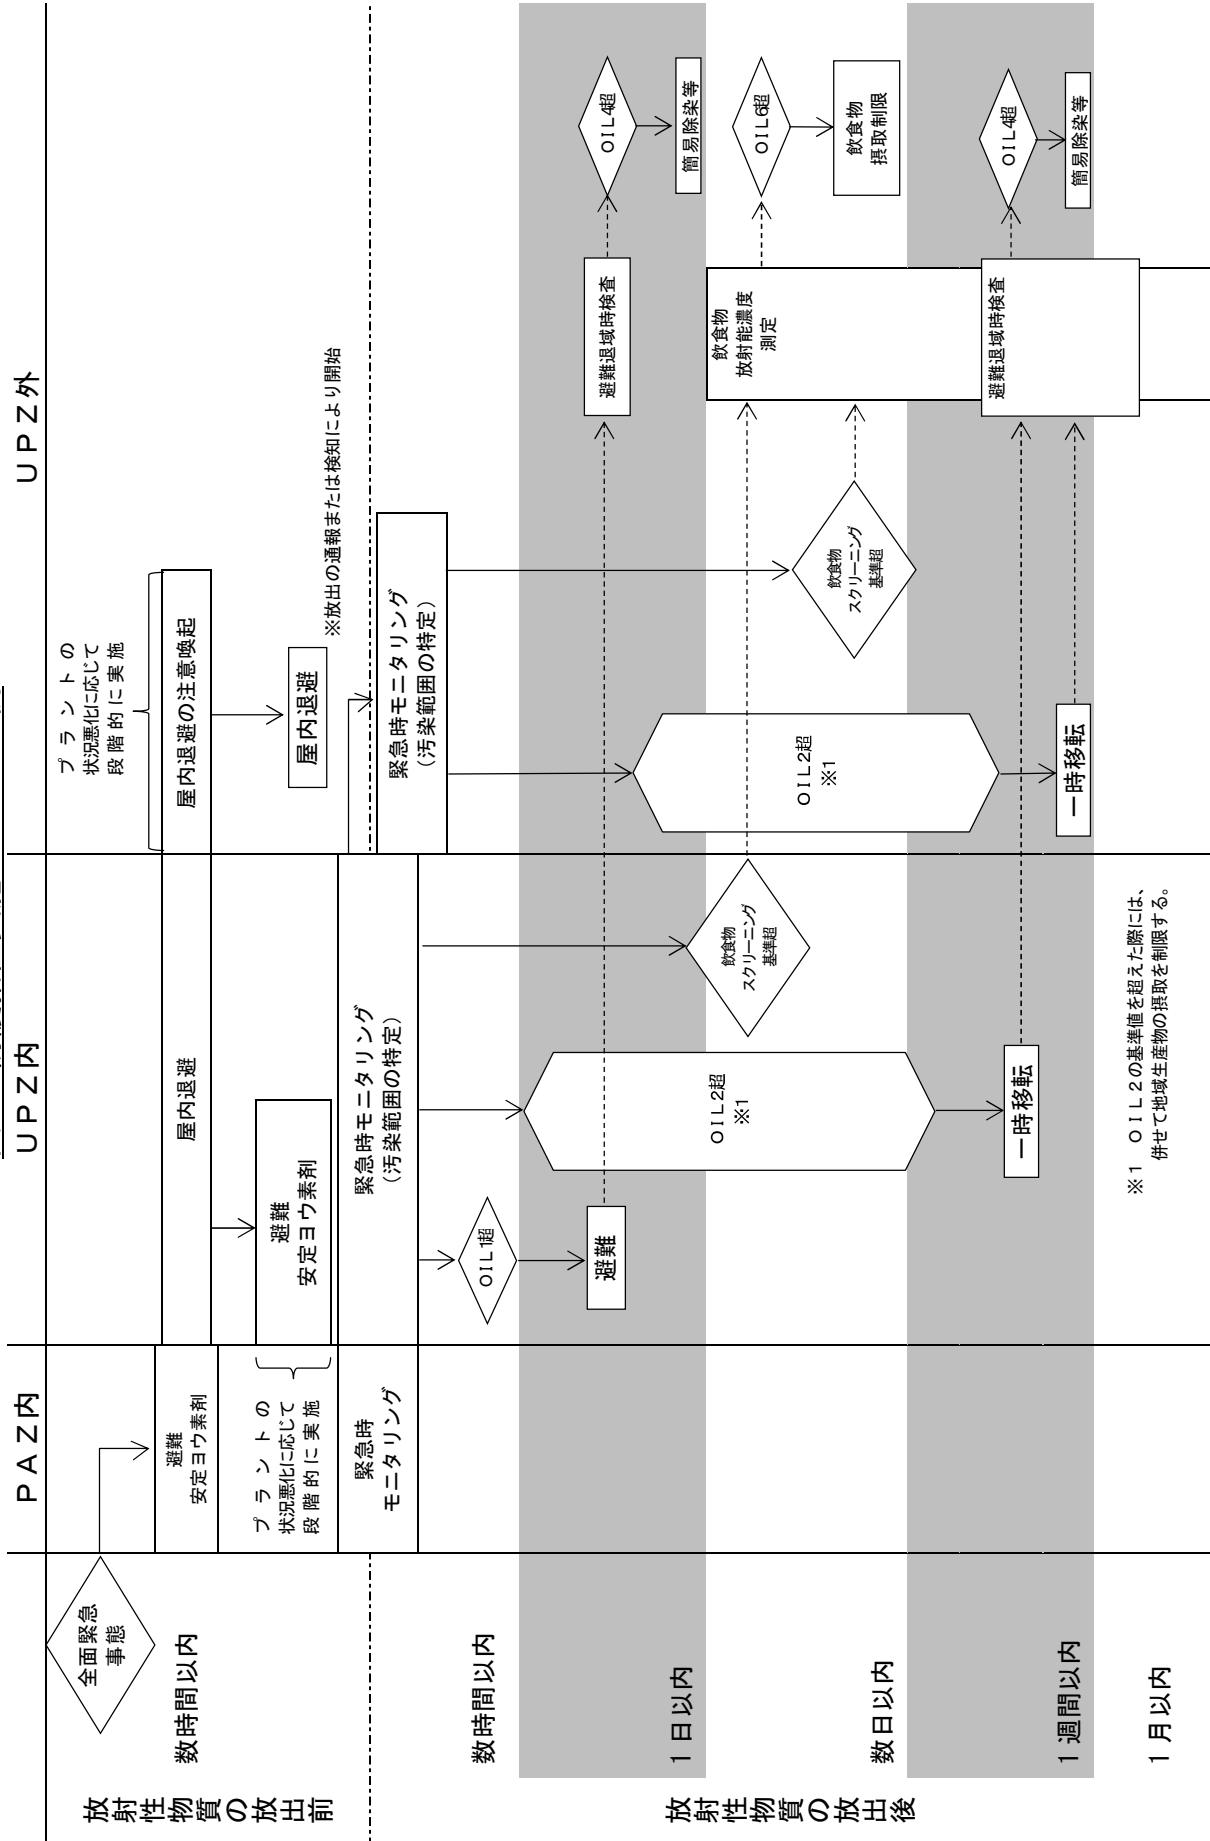 PAZ内
UPZ内
UPZ外
放射性物質の放出前
数時間以内
全面緊急
事態
避難
安定ヨウ素剤
プラントの
状況悪化に応じて
段階的に実施
屋内退避
避難
安定ヨウ素剤
プラントの
状況悪化に応じて
段階的に実施
屋内退避の注意喚起
屋内退避
※放出の通報または検知により開始
緊急時
モニタリング
緊急時モニタリング
(汚染範囲の特定)
緊急時モニタリング
(汚染範囲の特定)
放射性物質の放出後
数時間以内
OIL1超
1日以内
避難
避難退域時検査
OIL4超
簡易除染等
数日以内
OIL2超
※1
飲食物
スクリーニング
基準超
OIL2超
※1
飲食物
スクリーニング
基準超
飲食物
放射能濃度
測定
OIL6超
飲食物
摂取制限
1週間以内
一時移転
一時移転
避難退域時検査
OIL4超
簡易除染等
1月以内
※1 OIL2の基準値を超えた際には、
併せて地域生産物の摂取を制限する。